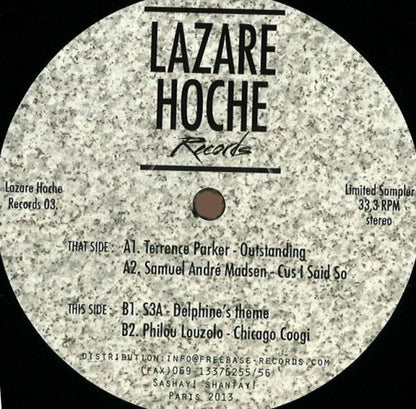 LAZARE
HOCHE
Records
Lazare Hoche
Records 03.
Limited Sampler
33,3 RPM
stereo
THAT SIDE : A1. Terrence Parker - Outstanding
A2. Samuel André Madsen - Cus I Said So
THIS SIDE : B1. S3A - Delphine's theme
B2. Philou Louzolo - Chicago Coogi
DISTRIBUTION:INFO@FREEBASE-RECORDS.COM
(FAX)069 13376255/56)
SASHAY! SHANTAY!
PARIS 2013